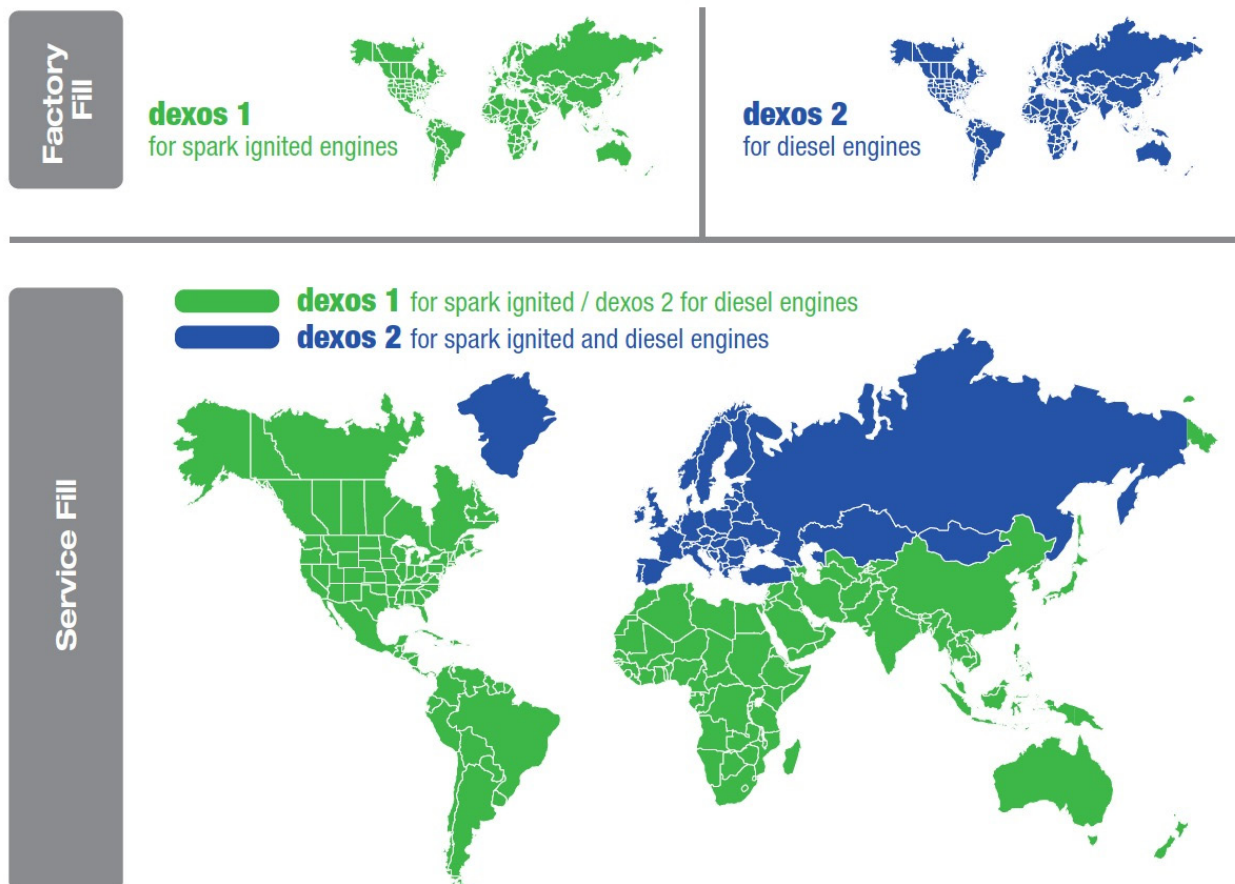 Factory
Fill
dexos 1
for spark ignited engines
dexos 2
for diesel engines
Service Fill
dexos 1 for spark ignited / dexos 2 for diesel engines
dexos 2 for spark ignited and diesel engines